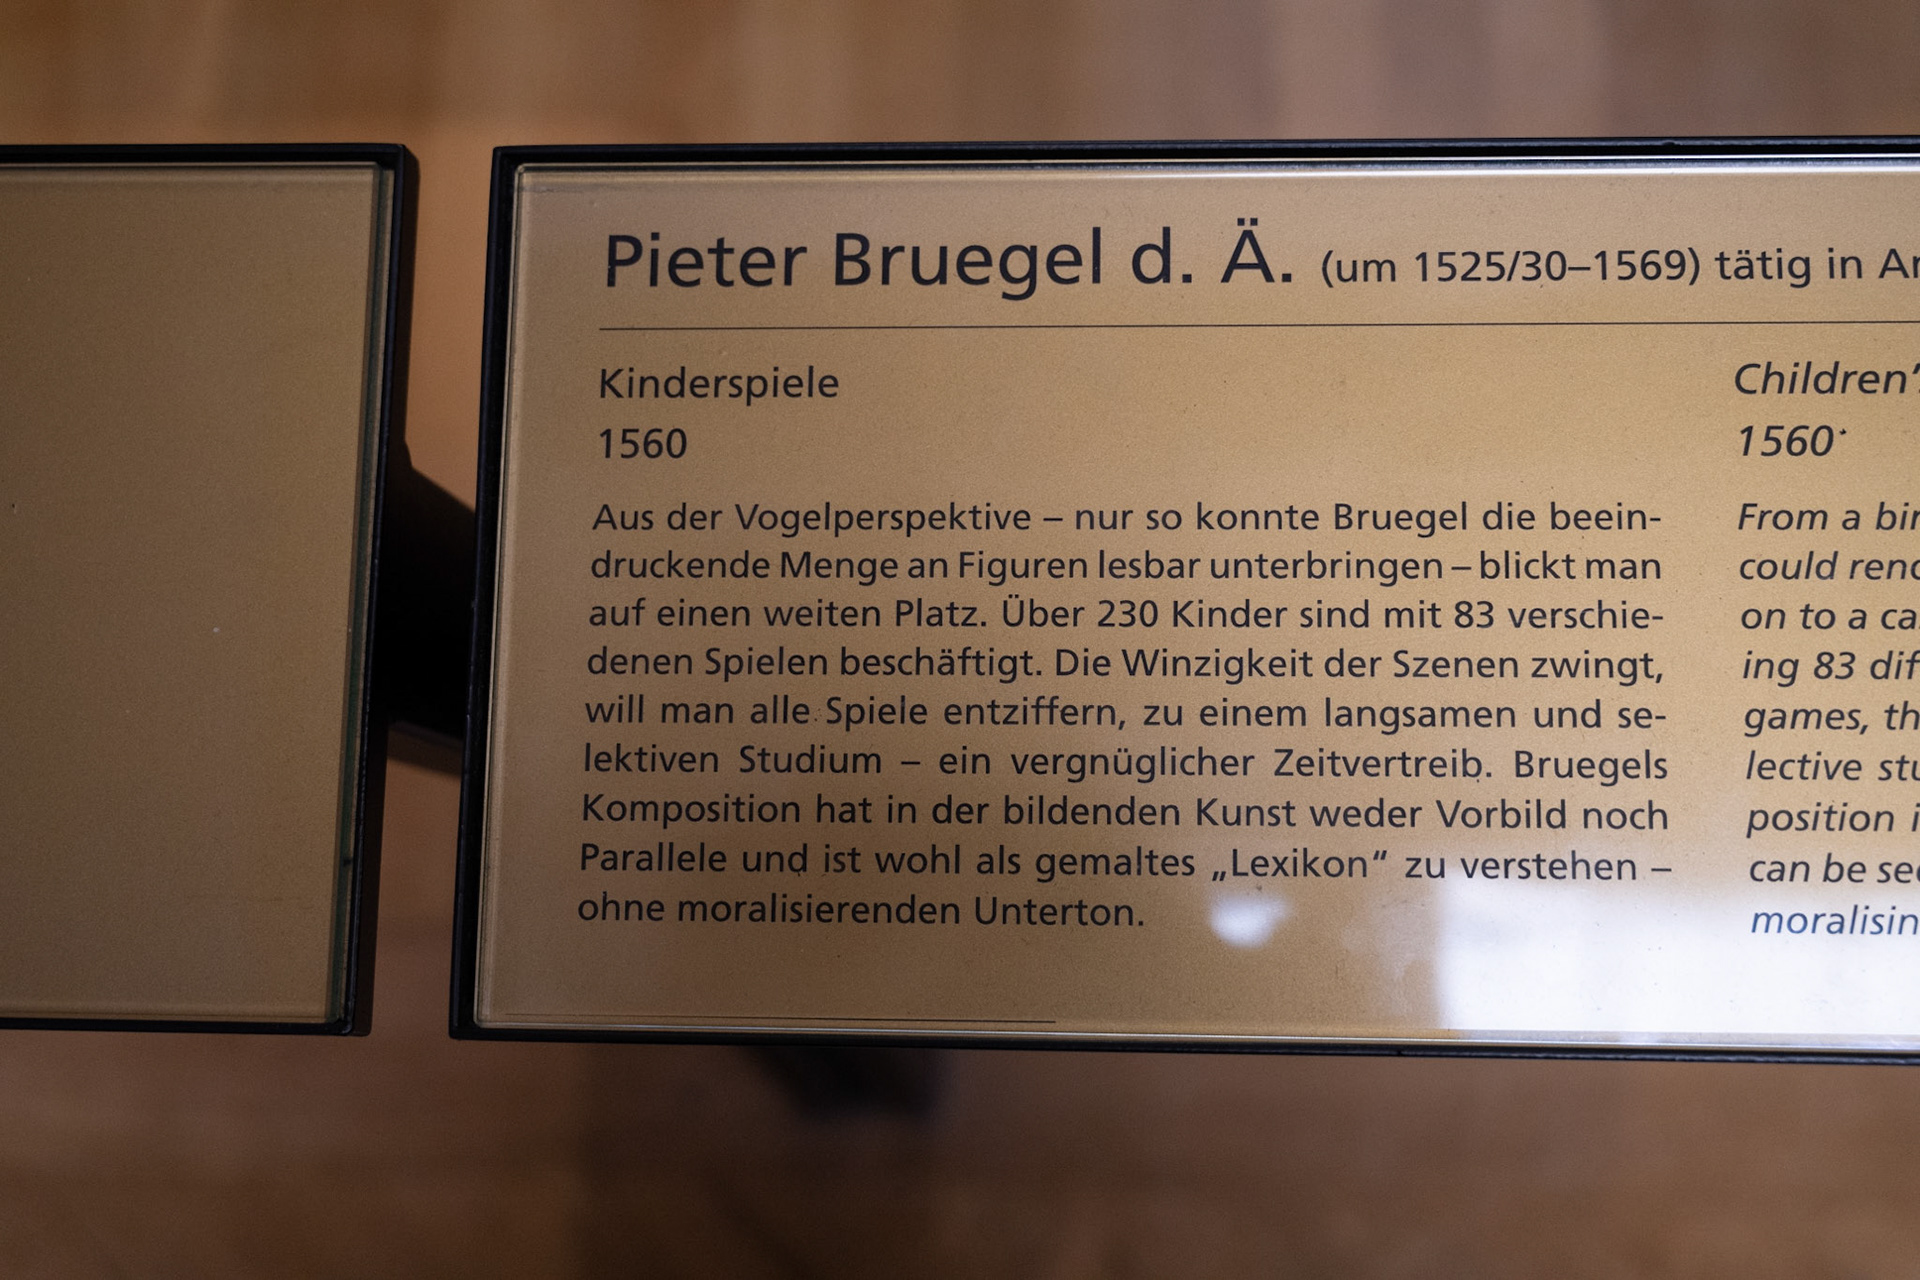 Pieter Bruegel d. Ä. (um 1525/30–1569) tätig in
Kinderspiele
1560
Aus der Vogelperspektive – nur so konnte Bruegel die beein-
druckende Menge an Figuren lesbar unterbringen – blickt man
auf einen weiten Platz. Über 230 Kinder sind mit 83 verschie-
denen Spielen beschäftigt. Die Winzigkeit der Szenen zwingt,
will man alle Spiele entziffern, zu einem langsamen und se-
lektiven Studium – ein vergnüglicher Zeitvertreib. Bruegels
Komposition hat in der bildenden Kunst weder Vorbild noch
Parallele und ist wohl als gemaltes „Lexikon“ zu verstehen –
ohne moralisierenden Unterton.
Children'
1560
From a
could
on to a
ing 83
games,
lective
position
can be